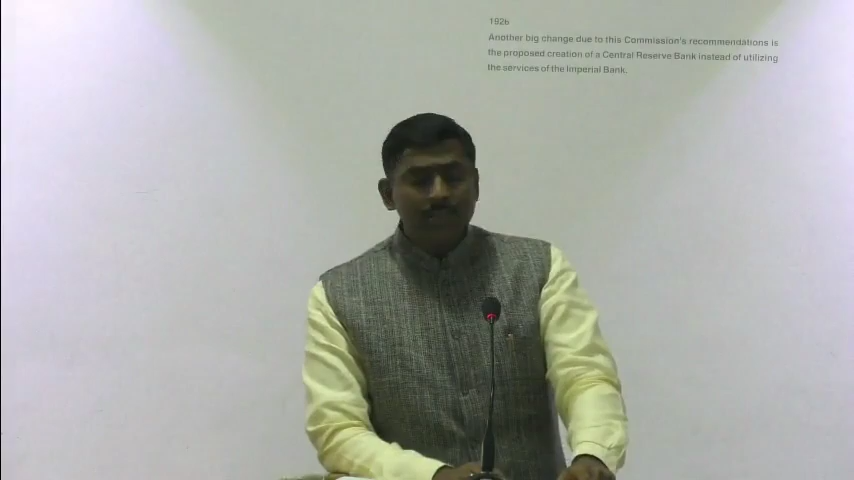 1926
Another big change due to this Commission's recommendations is
the proposed creation of a Central Reserve Bank instead of utilizing
the services of the Imperial Bank.